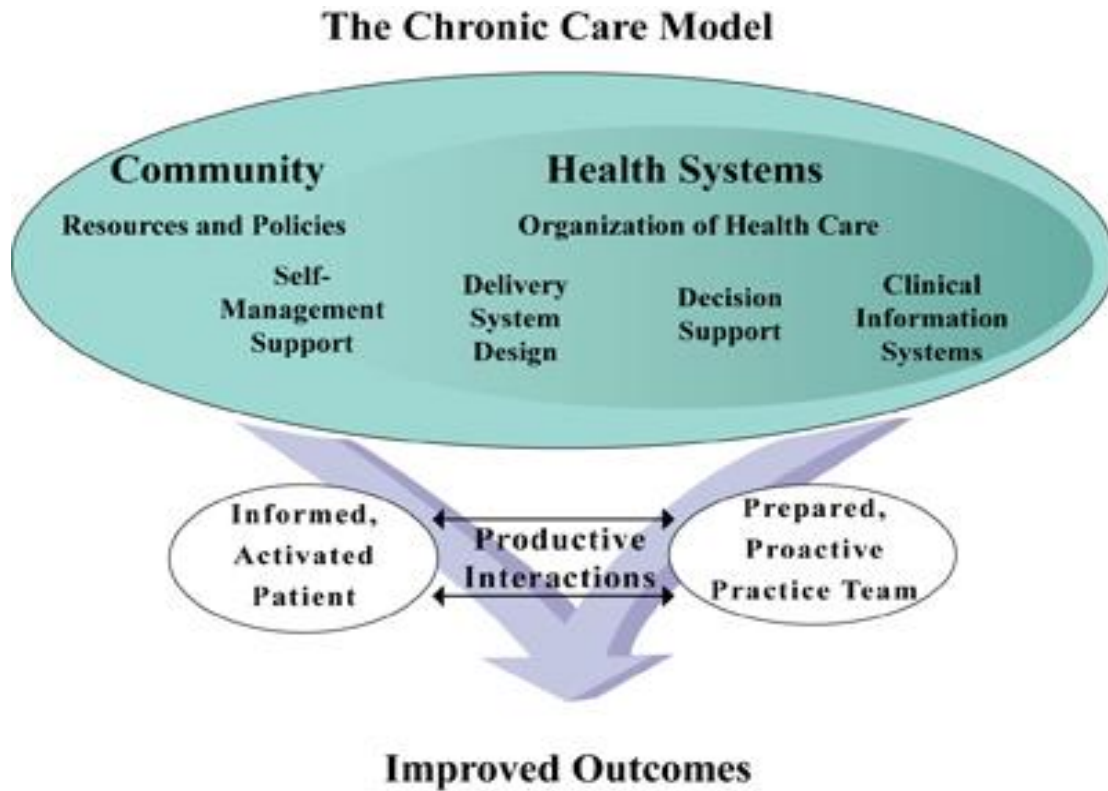 The Chronic Care Model
Community
Resources and Policies
Health Systems
Organization of Health Care
Self-
Management
Support
Delivery
System
Design
Decision
Support
Clinical
Information
Systems
Informed,
Activated
Patient
Productive
Interactions
Prepared,
Proactive
Practice Team
Improved Outcomes